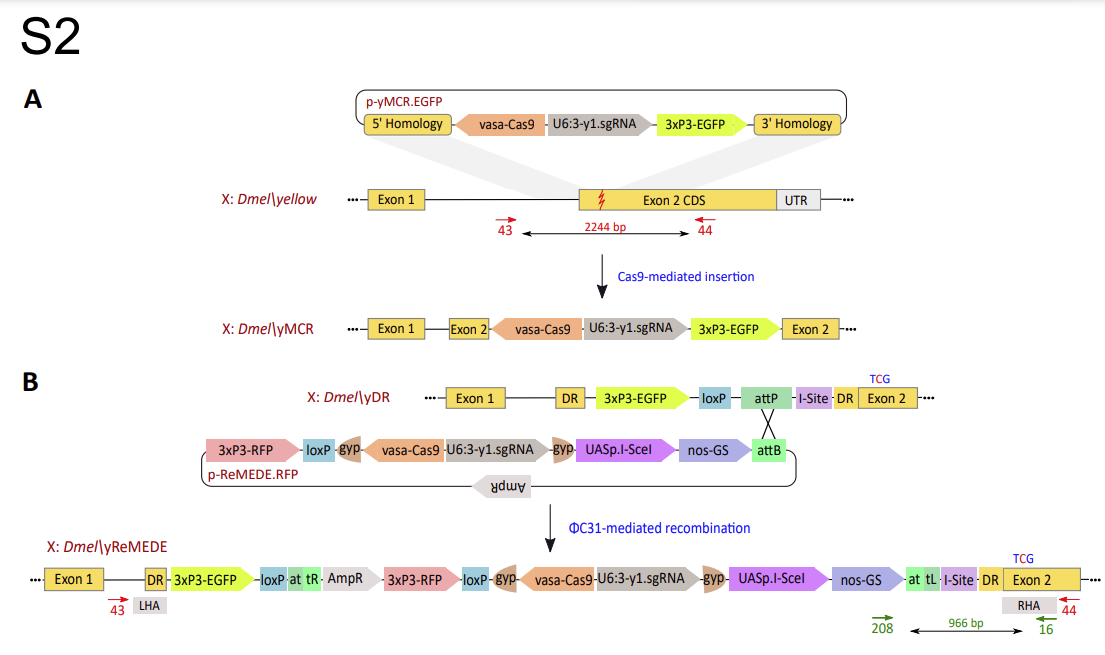 S2
A
p-yMCR.EGFP
5' Homology vasa-Cas9 U6:3-y1.sgRNA 3xP3-EGFP 3' Homology
X: Dmel\yellow ••• Exon 1 Exon 2 CDS UTR •••
43 2244 bp 44
Cas9-mediated insertion
X: Dmel\yMCR ••• Exon 1 Exon 2 vasa-Cas9 U6:3-y1.sgRNA 3xP3-EGFP Exon 2 •••
B
TCG
X: Dmel\yDR ••• Exon 1 DR 3xP3-EGFP loxP attP I-Site DR Exon 2 •••
3xP3-RFP loxP gyp vasa-Cas9 U6:3-y1.sgRNA gyp UASp.I-SceI nos-GS attB
p-ReMEDE.RFP
AmpR
ΦC31-mediated recombination
X: Dmel\yReMEDE
TCG
••• Exon 1 DR 3xP3-EGFP loxP at tR AmpR 3xP3-RFP loxP gyp vasa-Cas9 U6:3-y1.sgRNA gyp UASp.I-SceI nos-GS at tL I-Site DR Exon 2 •••
43 LHA RHA 44
208 966 bp 16